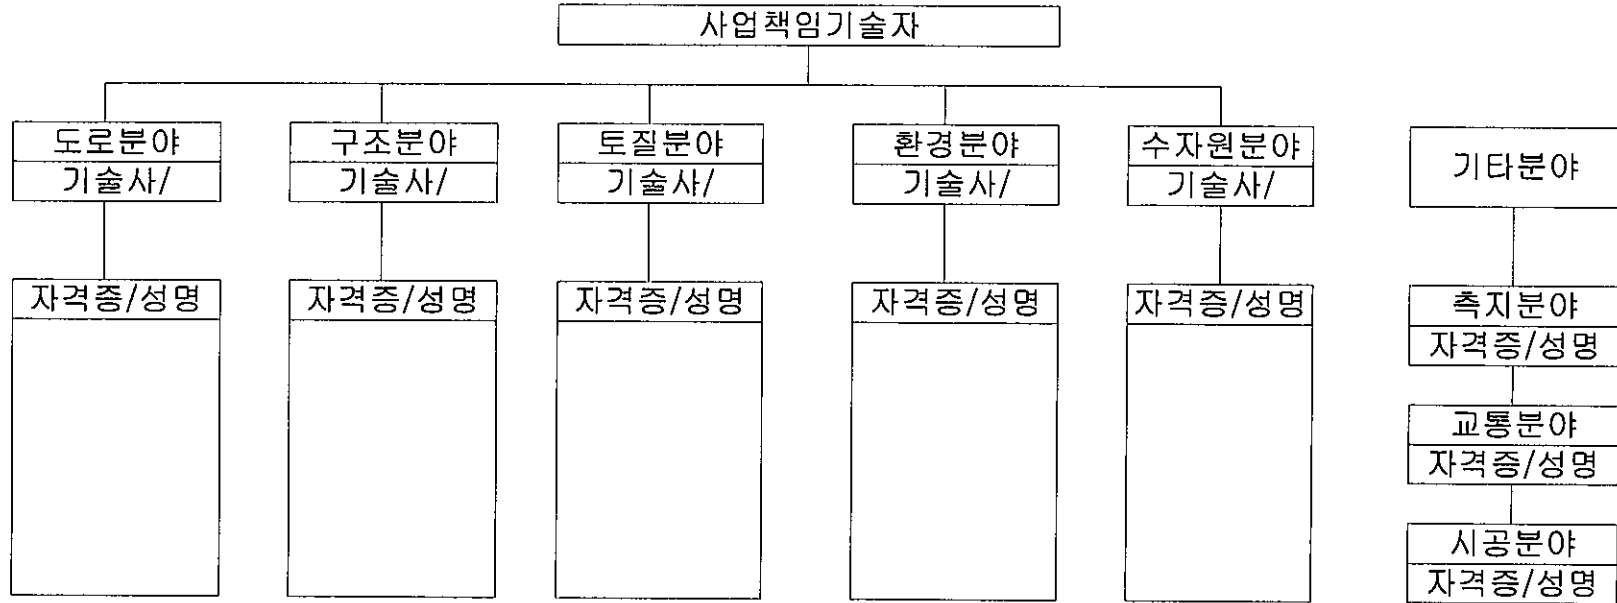 사업책임기술자
도로분야
기술사/
구조분야
기술사/
토질분야
기술사/
환경분야
기술사/
수자원분야
기술사/
기타분야
자격증/성명
자격증/성명
자격증/성명
자격증/성명
자격증/성명
측지분야
자격증/성명
교통분야
자격증/성명
시공분야
자격증/성명